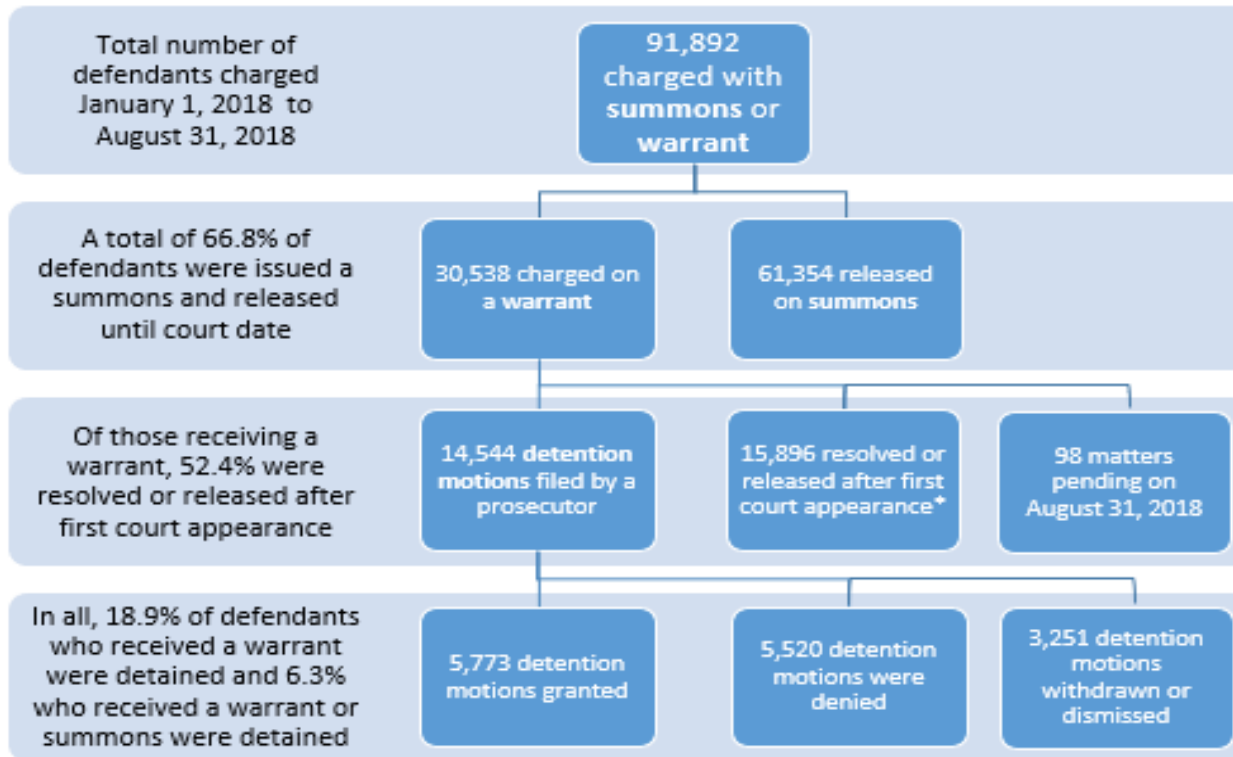 Total number of
defendants charged
January 1, 2018 to
August 31, 2018
91,892
charged with
summons or
warrant
A total of 66.8% of
defendants were issued a
summons and released
until court date
30,538 charged on
a warrant
61,354 released
on summons
Of those receiving a
warrant, 52.4% were
resolved or released after
first court appearance
14,544 detention
motions filed by a
prosecutor
15,896 resolved or
released after first
court appearance*
98 matters
pending on
August 31, 2018
In all, 18.9% of defendants
who received a warrant
were detained and 6.3%
who received a warrant or
summons were detained
5,773 detention
motions granted
5,520 detention
motions were
denied
3,251 detention
motions
withdrawn or
dismissed